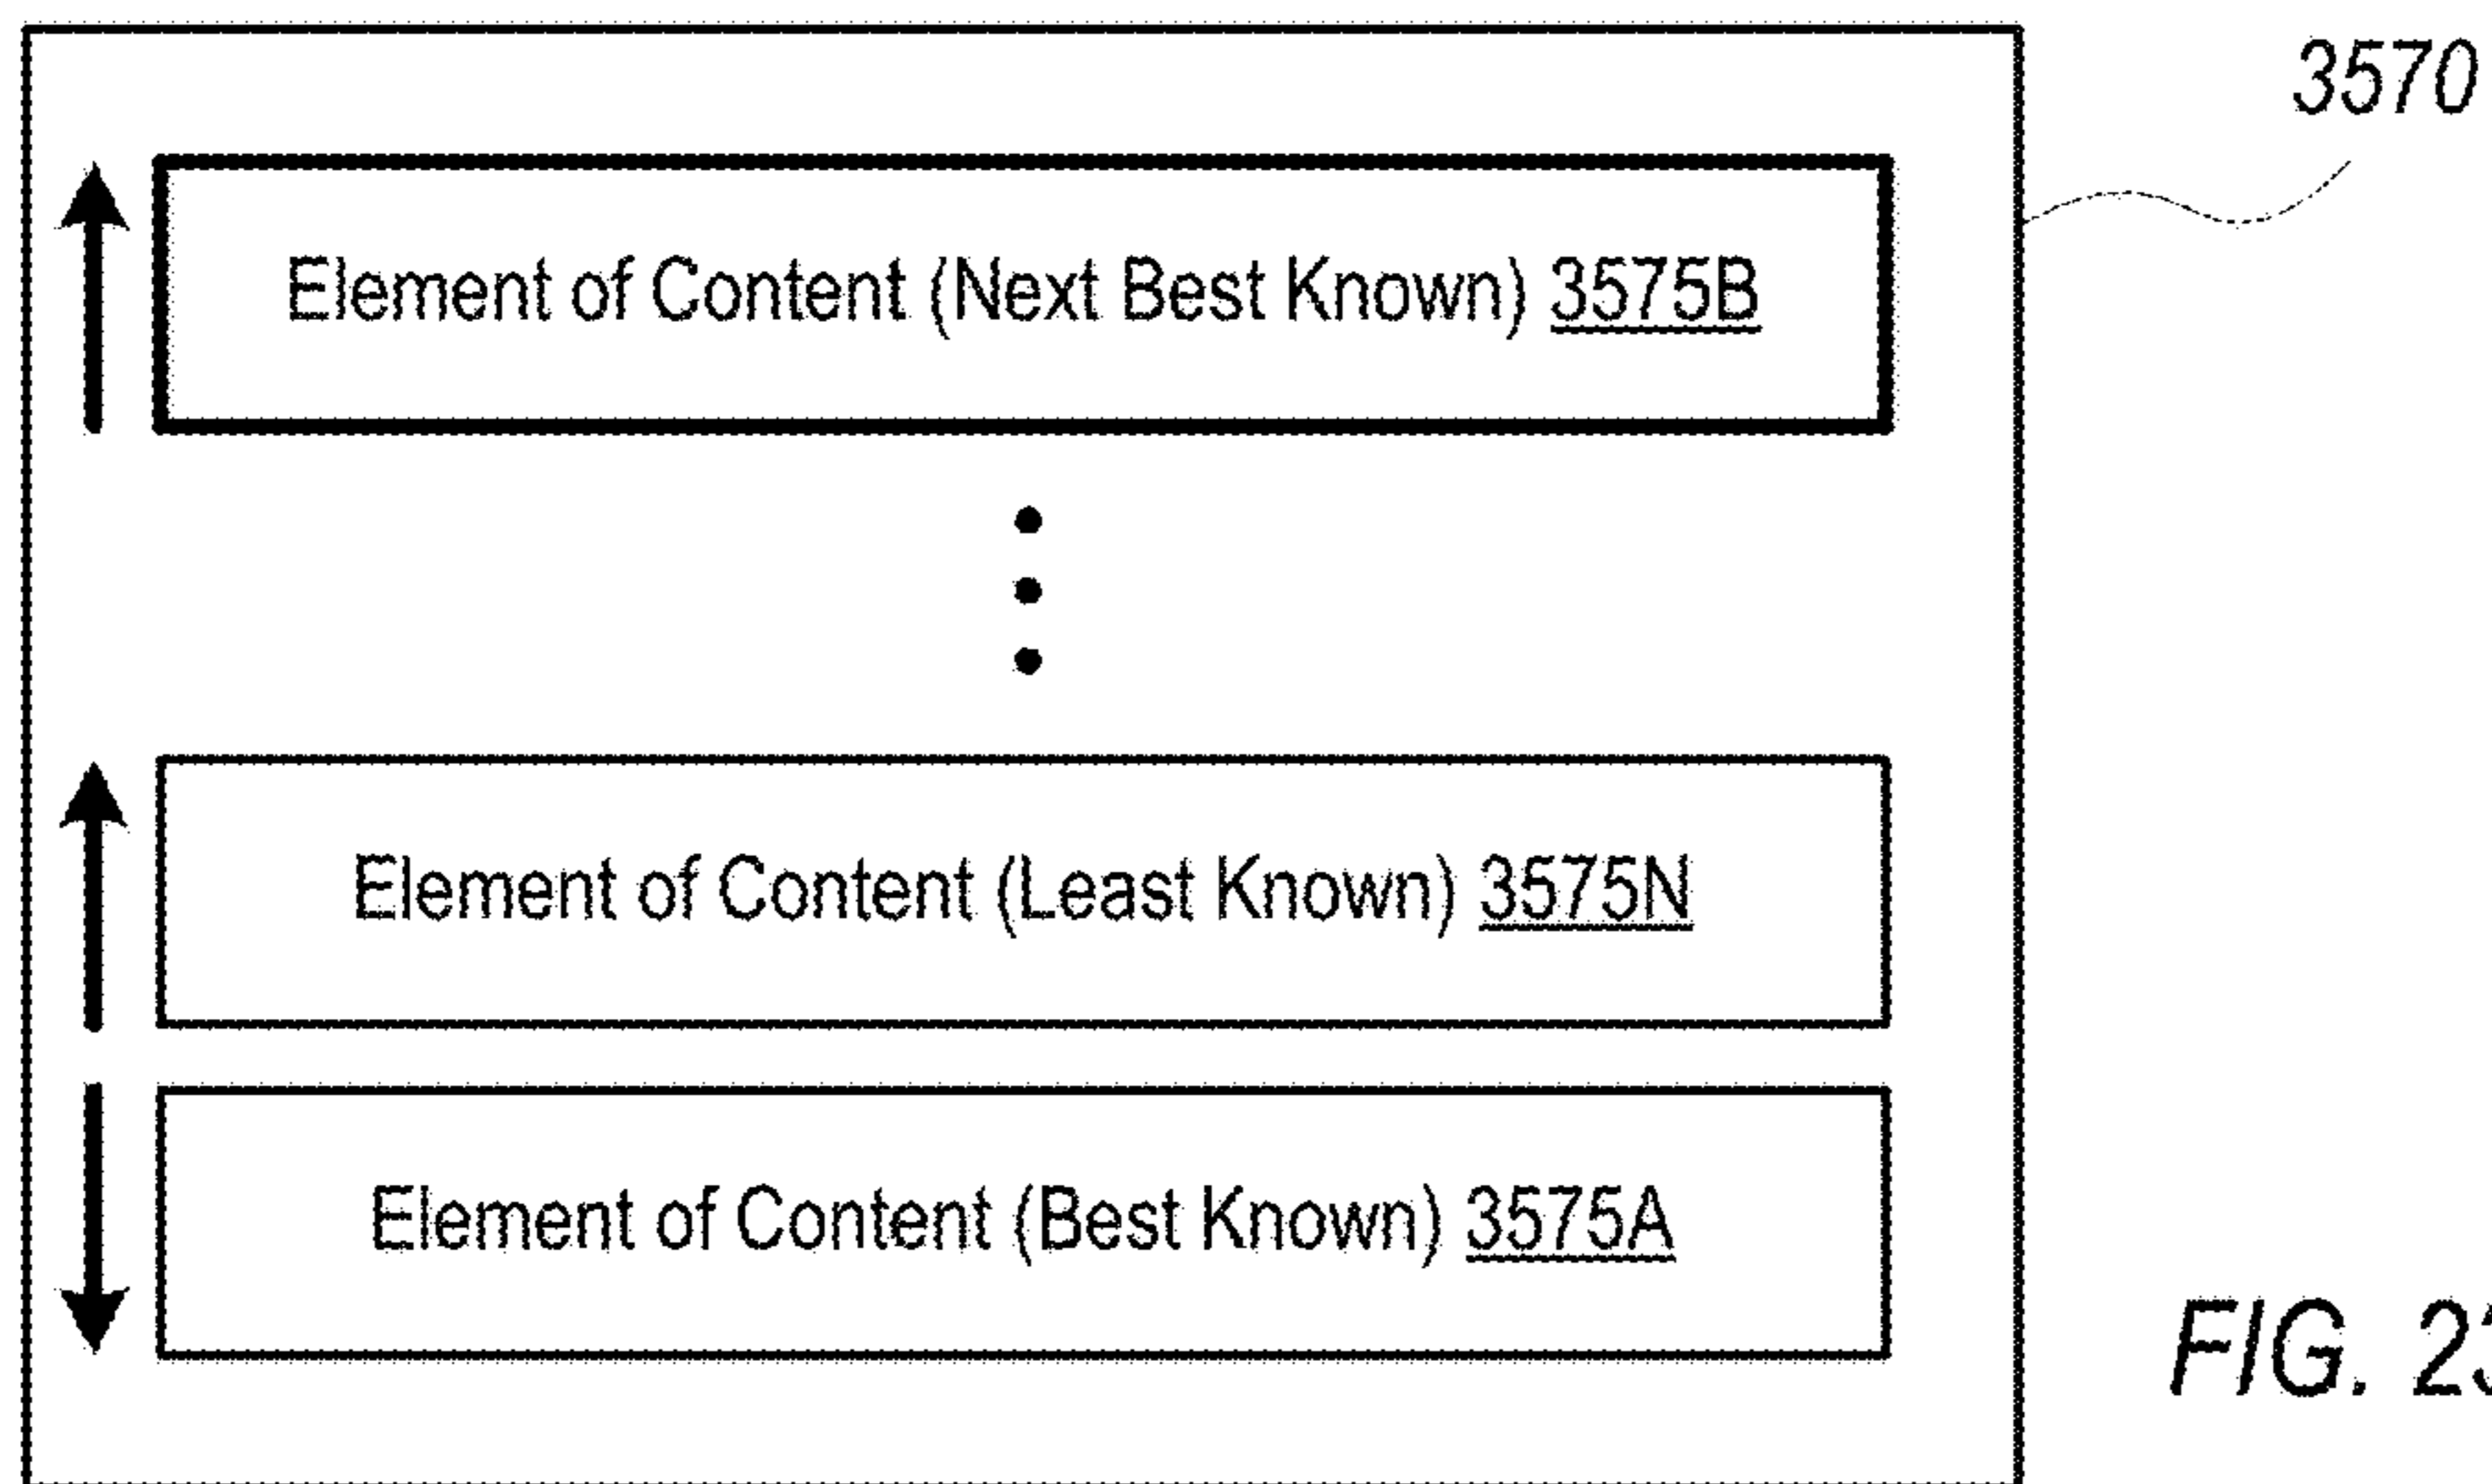 3570
Element of Content (Next Best Known) 3575B
Element of Content (Least Known) 3575N
Element of Content (Best Known) 3575A
FIG. 23